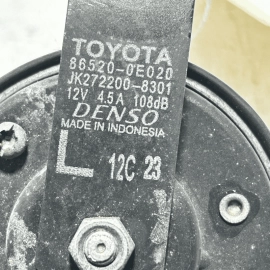 TOYOTA
86520-0E020
JK272200-8301
12V 4.5A 108dB
DENSO
MADE IN INDONESIA
L 12C 23